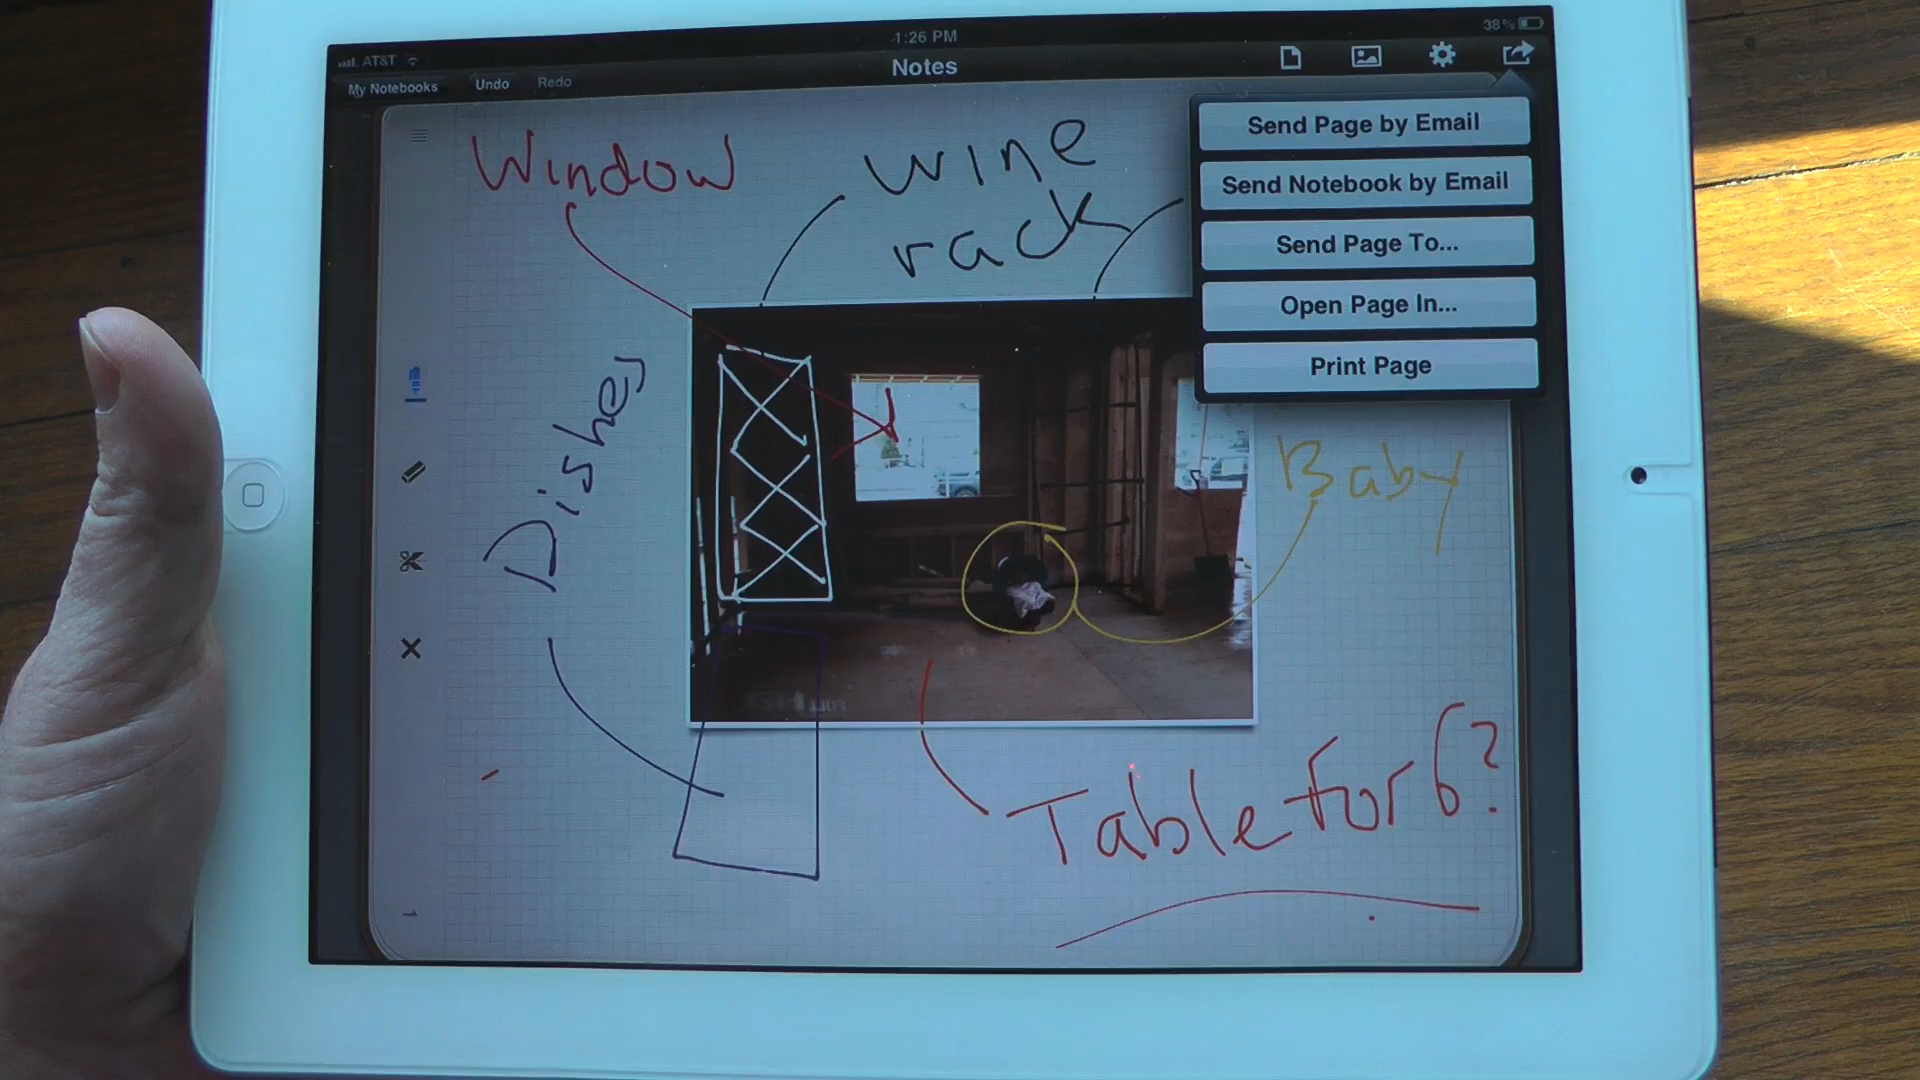 AT&T
1:26 PM
38%
My Notebooks
Undo
Redo
Notes
Send Page by Email
Send Notebook by Email
Send Page To...
Open Page In...
Print Page
Window
wine
rack
Dishes
Baby
Table for 6?
1